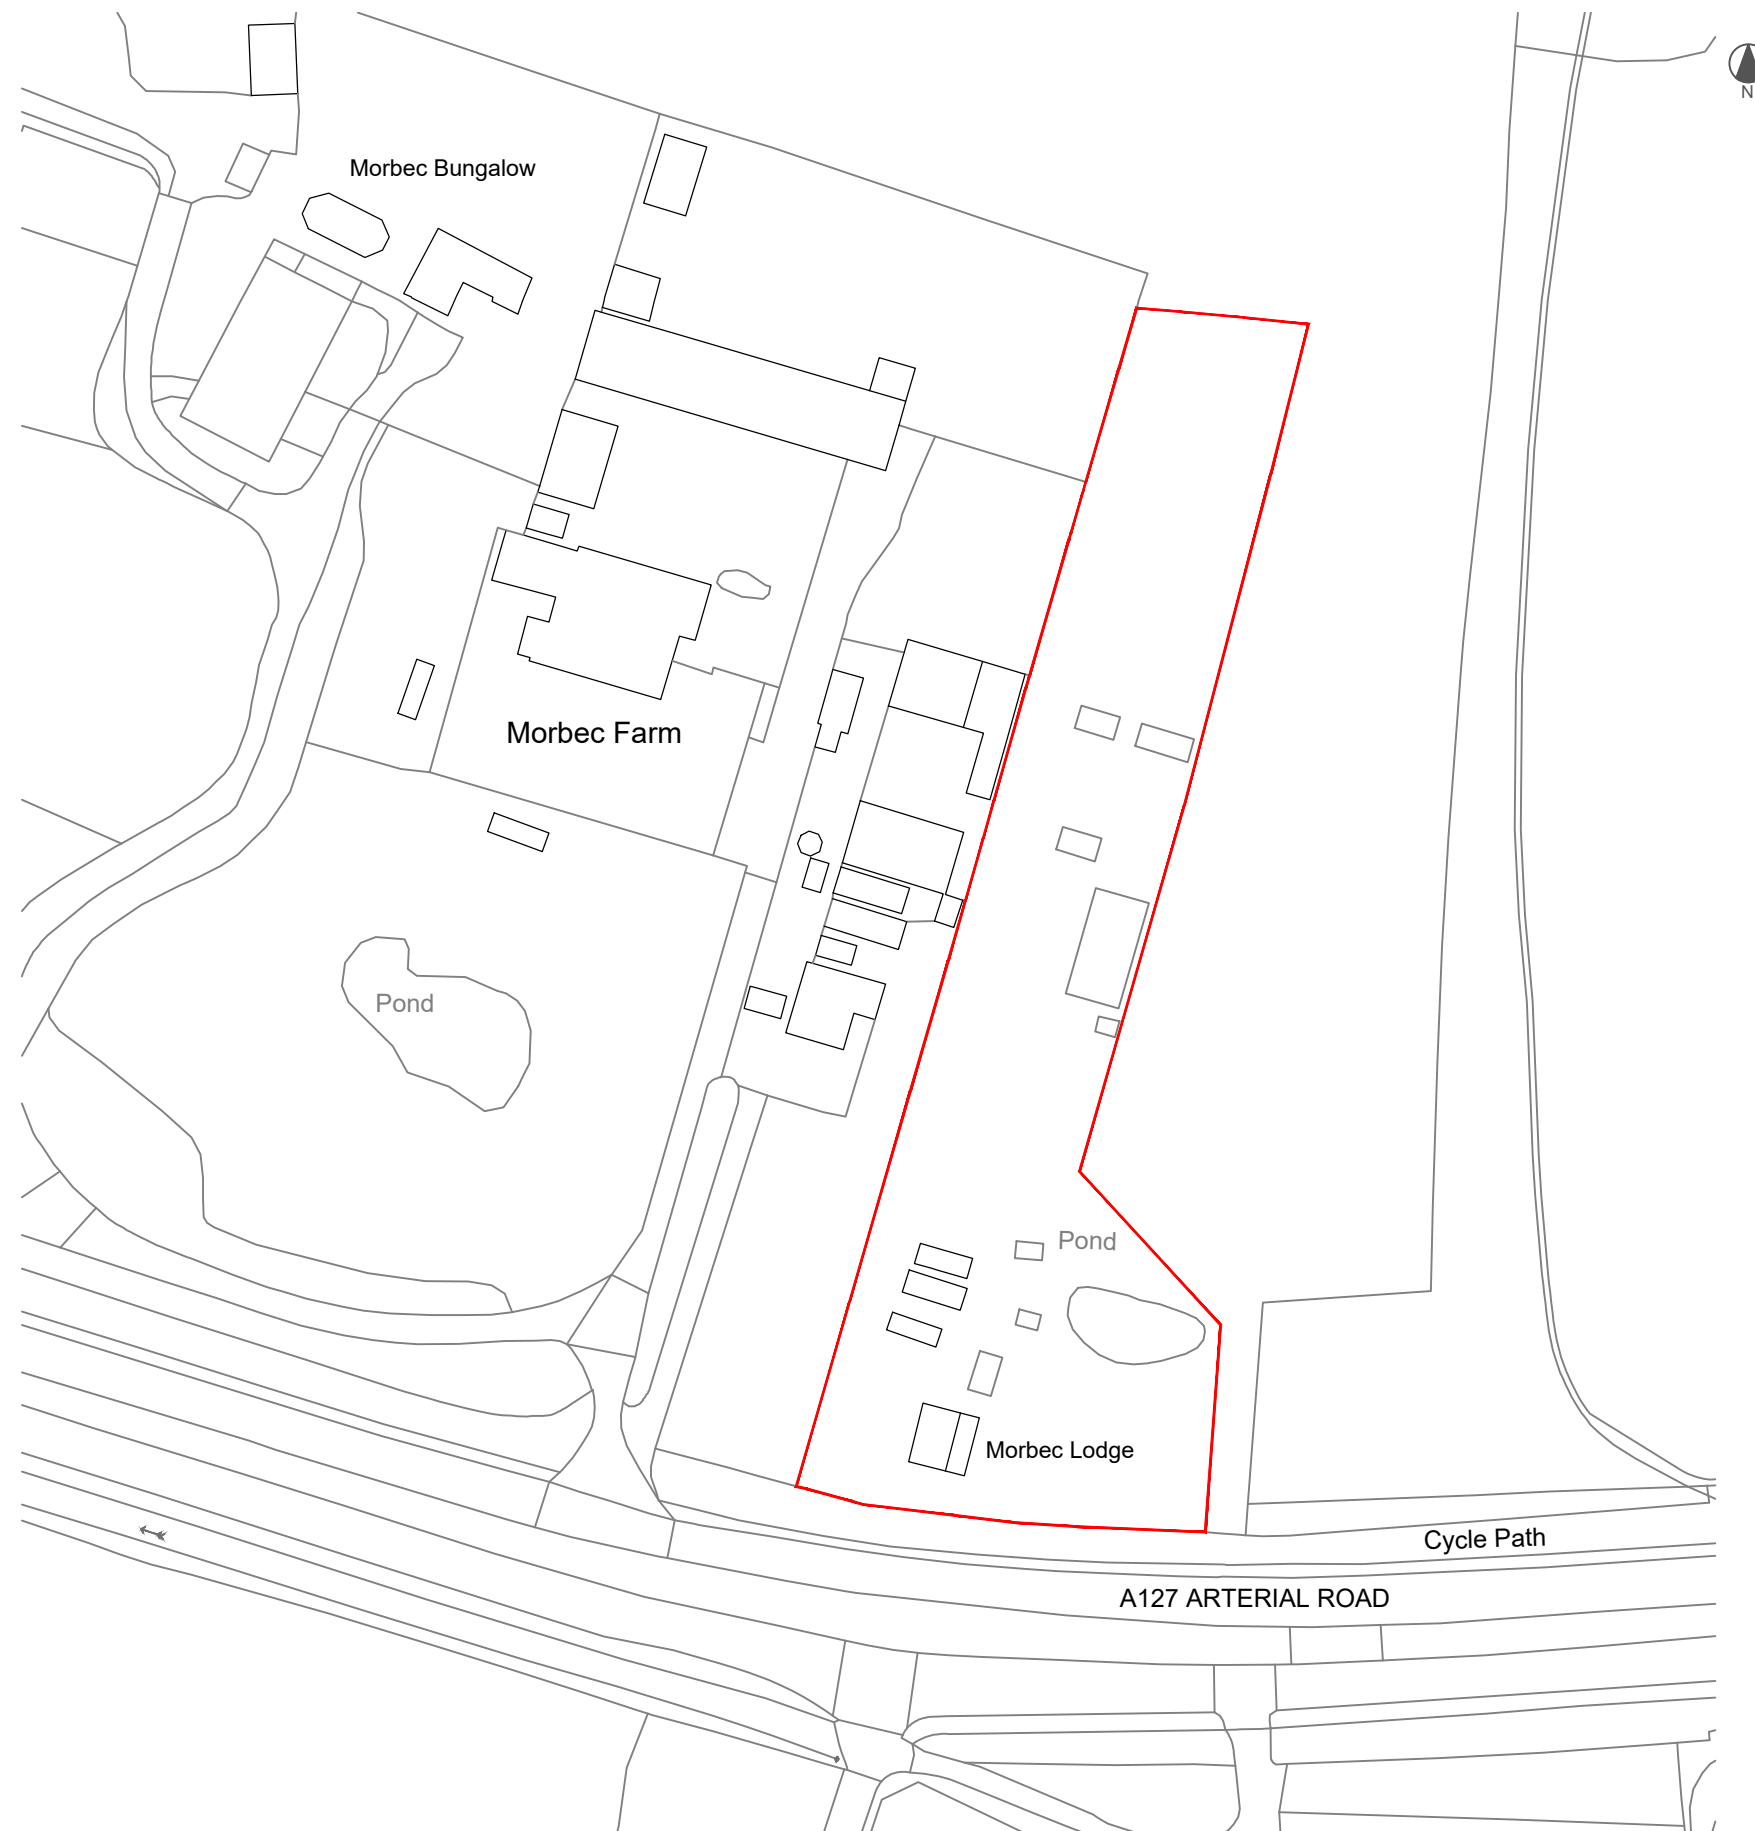 N
Morbec Bungalow
Morbec Farm
Pond
Pond
Morbec Lodge
Cycle Path
A127 ARTERIAL ROAD